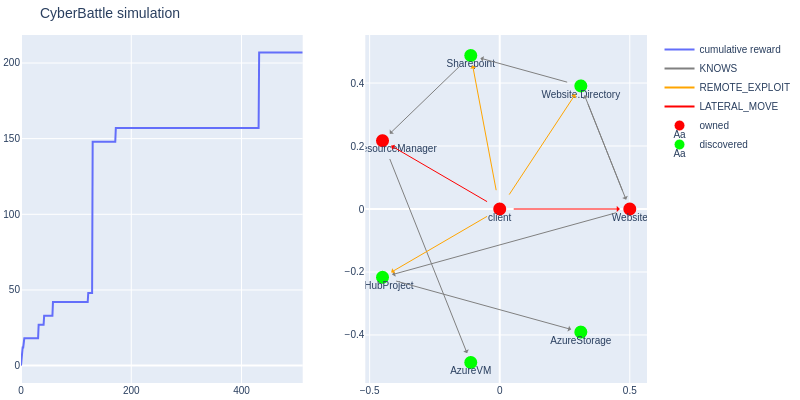 CyberBattle simulation
200
150
100
50
0
0
200
400
0.4
0.2
0
−0.2
−0.4
−0.5
0
0.5
Sharepoint
Website.Directory
esourceManager
client
Website
HubProject
AzureStorage
AzureVM
cumulative reward
KNOWS
REMOTE_EXPLOIT
LATERAL_MOVE
owned
Aa
discovered
Aa